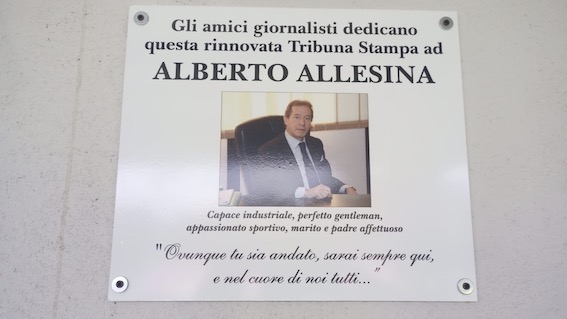 Gli amici giornalisti dedicano
questa rinnovata Tribuna Stampa ad
ALBERTO ALLESINA
Capace industriale, perfetto gentleman,
appassionato sportivo, marito e padre affettuoso
"Ovunque tu sia andato, sarai sempre qui,
e nel cuore di noi tutti..."